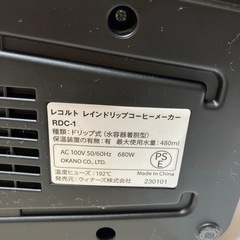 レコルト レインドリップコーヒーメーカー
RDC-1
種類：ドリップ式（水容器着脱型）
保温装置の有無：有 最大使用水量：480ml
AC 100V 50/60Hz 680W
OKANO CO., LTD.
PSE
温度ヒューズ：192℃ MADE IN CHINA
発売元：ウィナーズ株式会社 230101